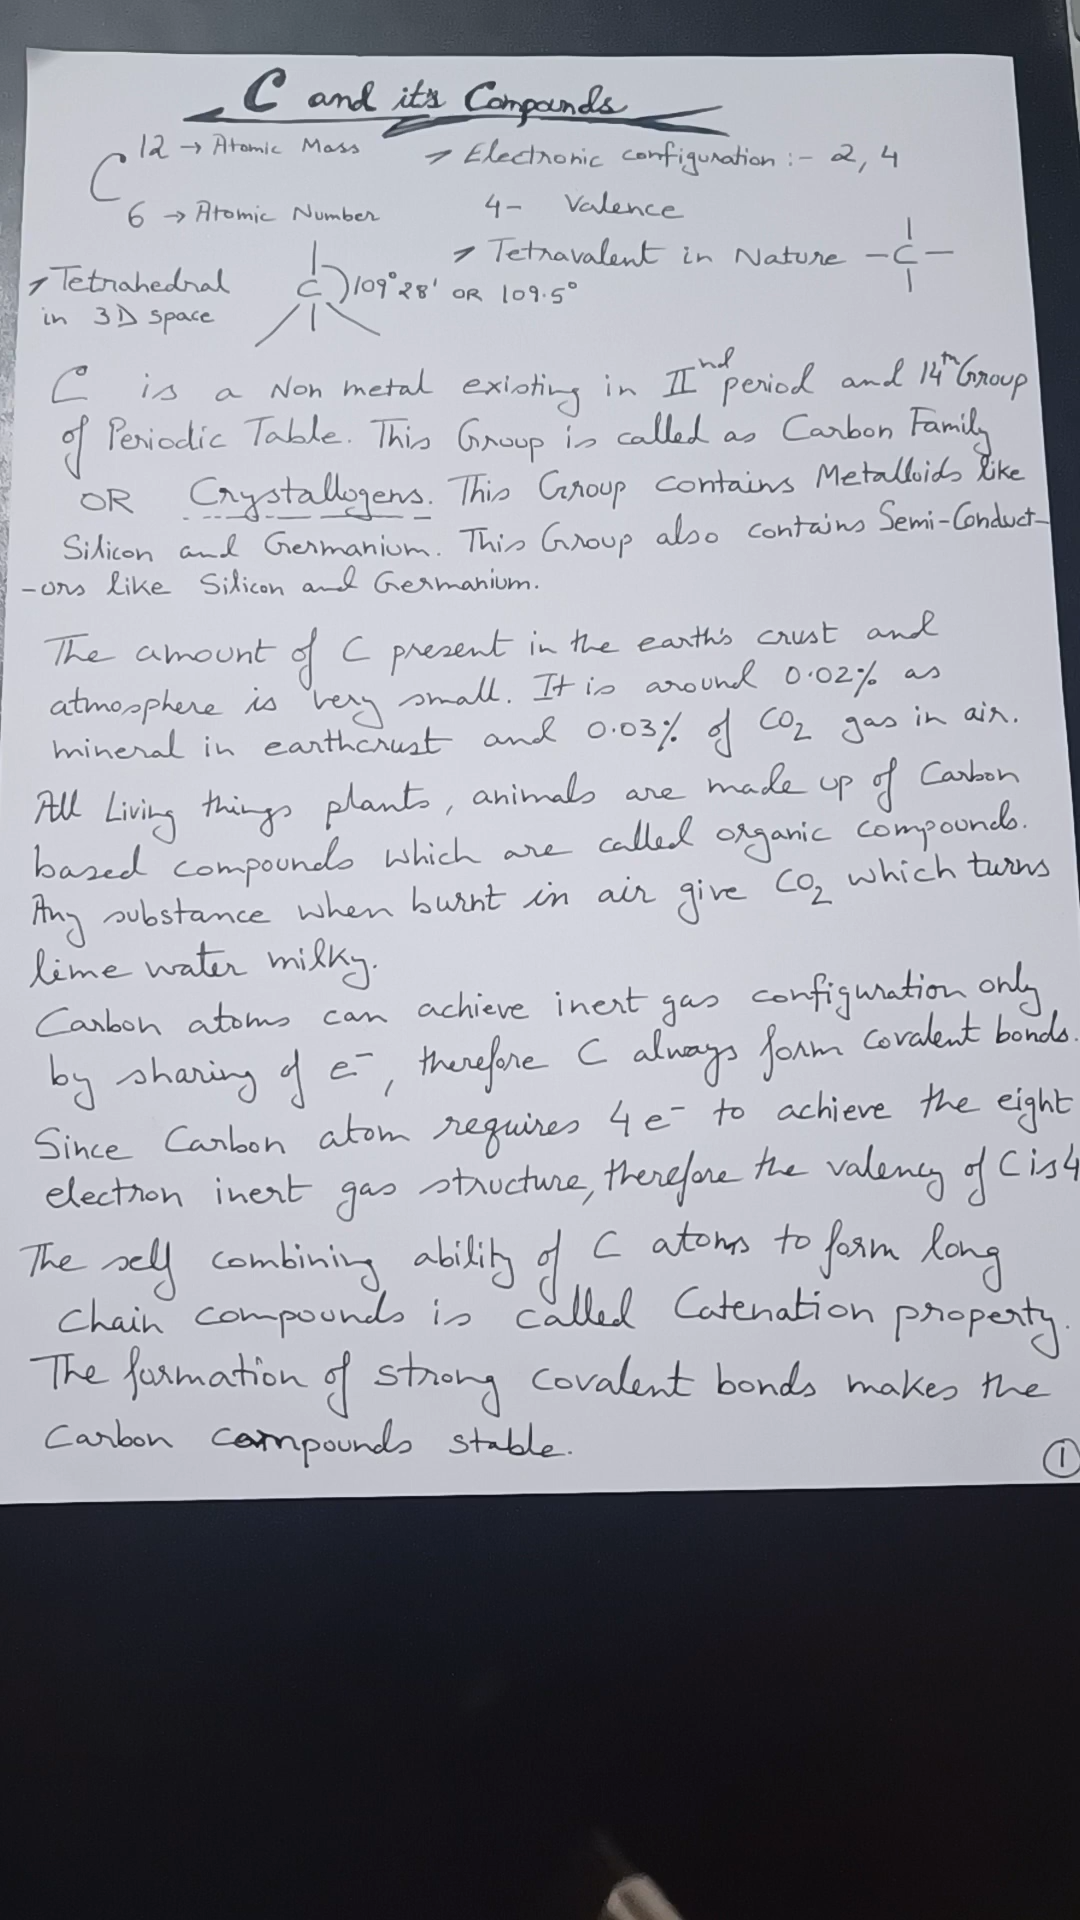 C and its Compounds
C 12 → Atomic Mass
6 → Atomic Number
→ Electronic configuration :- 2, 4
4- Valence
→ Tetravalent in Nature -C-
→ Tetrahedral
in 3D space
C 109°28' OR 109.5°
C is a Non metal existing in IInd period and 14th Group
of Periodic Table. This Group is called as Carbon Family
OR Crystallogens. This Group contains Metalloids like
Silicon and Germanium. This Group also contains Semi-Conduct-
-ors like Silicon and Germanium.
The amount of C present in the earth's crust and
atmosphere is very small. It is around 0.02% as
mineral in earthcrust and 0.03% of CO2 gas in air.
All Living things plants, animals are made up of Carbon
based compounds which are called organic compounds.
Any substance when burnt in air give CO2 which turns
lime water milky.
Carbon atoms can achieve inert gas configuration only
by sharing of e-, therefore C always form covalent bonds.
Since Carbon atom requires 4e- to achieve the eight
electron inert gas structure, therefore the valency of C is 4
The self combining ability of C atoms to form long
chain compounds is called Catenation property.
The formation of strong covalent bonds makes the
Carbon compounds stable.
1